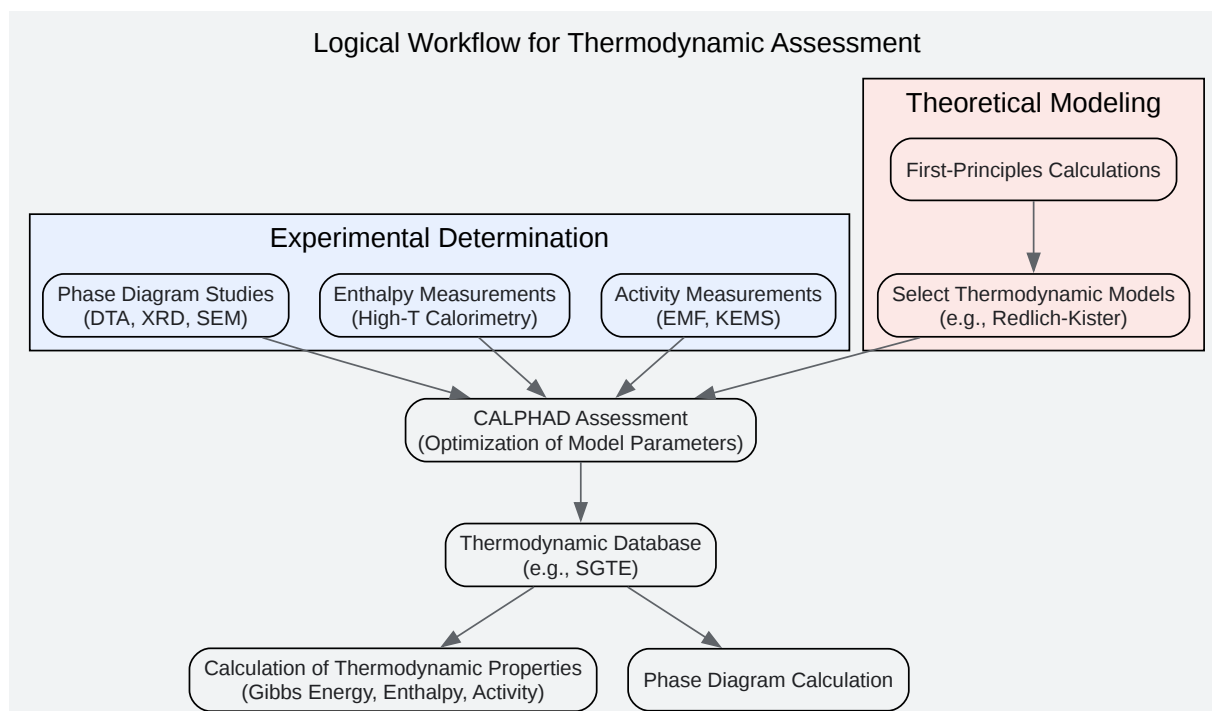 Logical Workflow for Thermodynamic Assessment
Theoretical Modeling
First-Principles Calculations
Experimental Determination
Phase Diagram Studies
(DTA, XRD, SEM)
Enthalpy Measurements
(High-T Calorimetry)
Activity Measurements
(EMF, KEMS)
Select Thermodynamic Models
(e.g., Redlich-Kister)
CALPHAD Assessment
(Optimization of Model Parameters)
Thermodynamic Database
(e.g., SGTE)
Calculation of Thermodynamic Properties
(Gibbs Energy, Enthalpy, Activity)
Phase Diagram Calculation